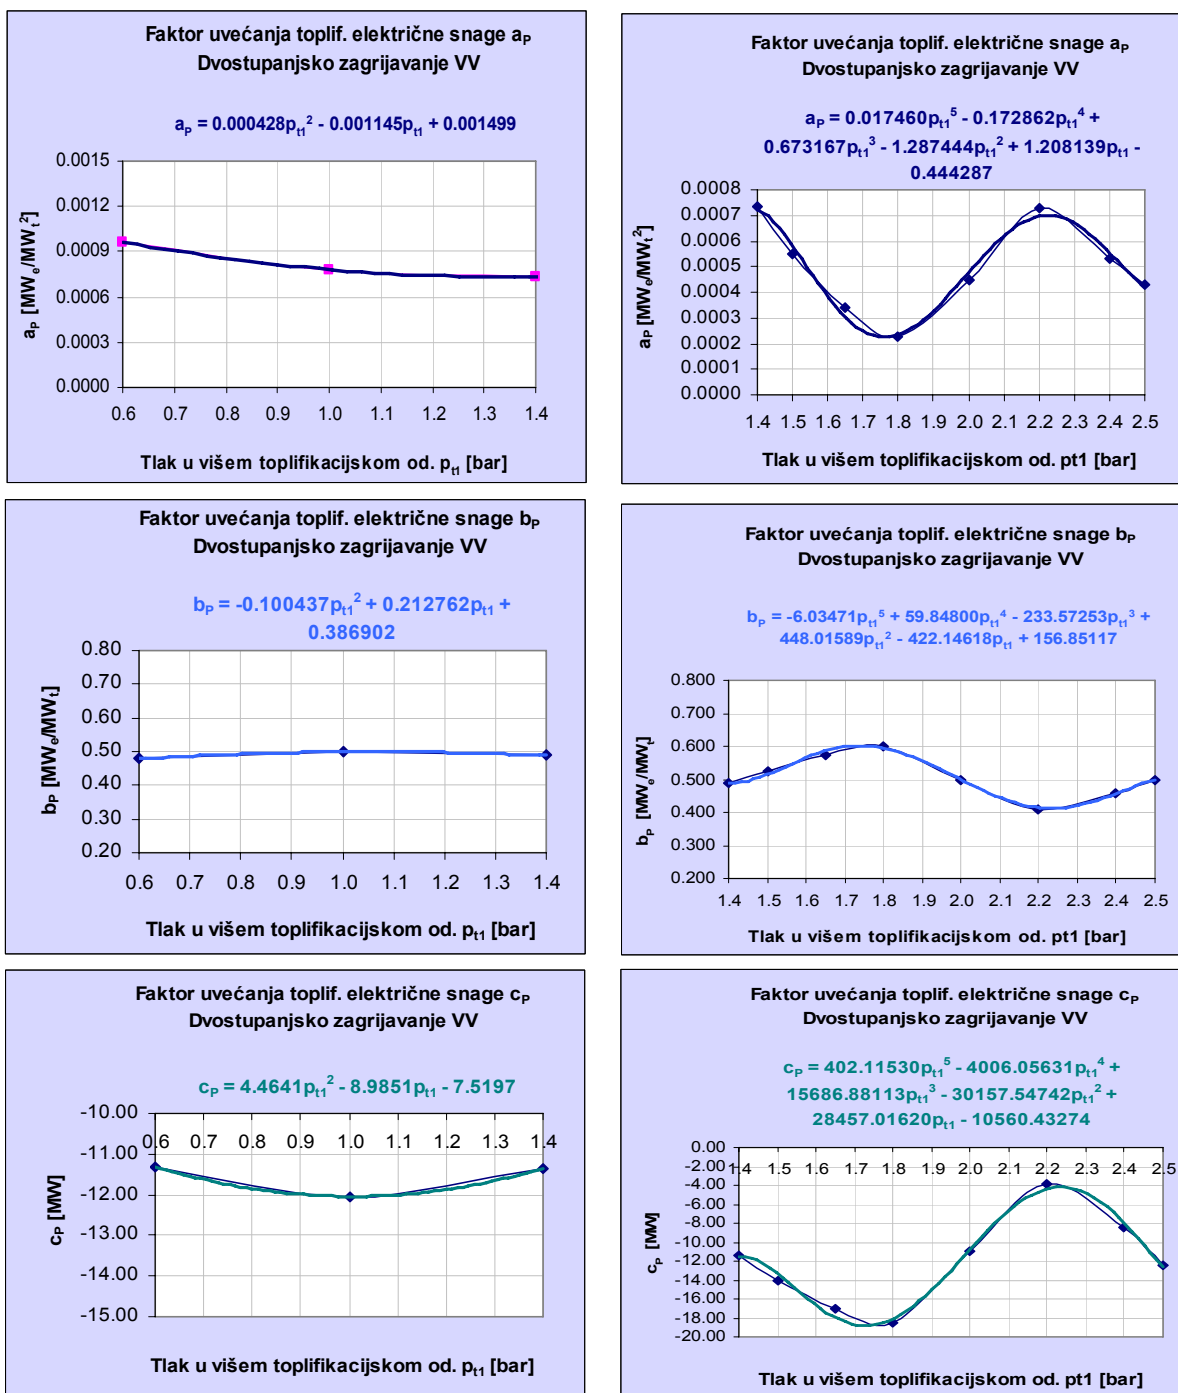 Faktor uvećanja toplif. električne snage aP
Dvostupanjsko zagrijavanje VV
aP = 0.000428pt1² - 0.001145pt1 + 0.001499
0.0015
0.0012
0.0009
0.0006
0.0003
0.0000
aP [MWe/MWt²]
0.6 0.7 0.8 0.9 1.0 1.1 1.2 1.3 1.4
Tlak u višem toplifikacijskom od. pt1 [bar]
Faktor uvećanja toplif. električne snage aP
Dvostupanjsko zagrijavanje VV
aP = 0.017460pt1⁵ - 0.172862pt1⁴ +
0.673167pt1³ - 1.287444pt1² + 1.208139pt1 -
0.444287
0.0008
0.0007
0.0006
0.0005
0.0004
0.0003
0.0002
0.0001
0.0000
aP [MWe/MWt²]
1.4 1.5 1.6 1.7 1.8 1.9 2.0 2.1 2.2 2.3 2.4 2.5
Tlak u višem toplifikacijskom od. pt1 [bar]
Faktor uvećanja toplif. električne snage bP
Dvostupanjsko zagrijavanje VV
bP = -0.100437pt1² + 0.212762pt1 +
0.386902
0.80
0.70
0.60
0.50
0.40
0.30
0.20
bP [MWe/MWt]
0.6 0.7 0.8 0.9 1.0 1.1 1.2 1.3 1.4
Tlak u višem toplifikacijskom od. pt1 [bar]
Faktor uvećanja toplif. električne snage bP
Dvostupanjsko zagrijavanje VV
bP = -6.03471pt1⁵ + 59.84800pt1⁴ - 233.57253pt1³ +
448.01589pt1² - 422.14618pt1 + 156.85117
0.800
0.700
0.600
0.500
0.400
0.300
0.200
bP [MWe/MWt]
1.4 1.5 1.6 1.7 1.8 1.9 2.0 2.1 2.2 2.3 2.4 2.5
Tlak u višem toplifikacijskom od. pt1 [bar]
Faktor uvećanja toplif. električne snage cP
Dvostupanjsko zagrijavanje VV
cP = 4.4641pt1² - 8.9851pt1 - 7.5197
-10.00
0.6 0.7 0.8 0.9 1.0 1.1 1.2 1.3 1.4
-11.00
-12.00
-13.00
-14.00
-15.00
cP [MW]
Tlak u višem toplifikacijskom od. pt1 [bar]
Faktor uvećanja toplif. električne snage cP
Dvostupanjsko zagrijavanje VV
cP = 402.11530pt1⁵ - 4006.05631pt1⁴ +
15686.88113pt1³ - 30157.54742pt1² +
28457.01620pt1 - 10560.43274
0.00
-2.00
1.4 1.5 1.6 1.7 1.8 1.9 2.0 2.1 2.2 2.3 2.4 2.5
-4.00
-6.00
-8.00
-10.00
-12.00
-14.00
-16.00
-18.00
-20.00
cP [MW]
Tlak u višem toplifikacijskom od. pt1 [bar]